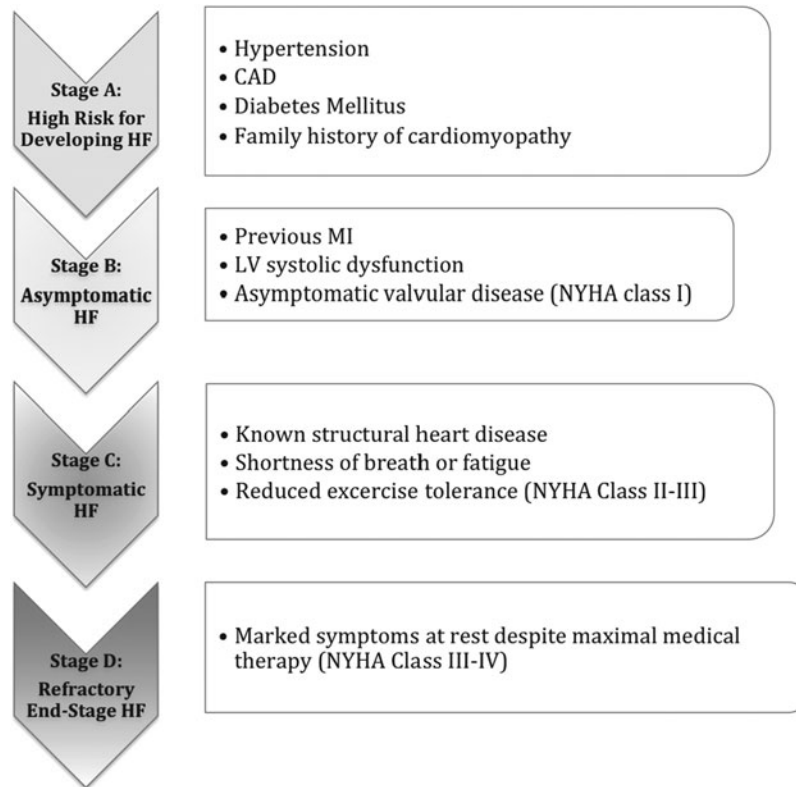 Stage A:
High Risk for
Developing HF
• Hypertension
• CAD
• Diabetes Mellitus
• Family history of cardiomyopathy
Stage B:
Asymptomatic
HF
• Previous MI
• LV systolic dysfunction
• Asymptomatic valvular disease (NYHA class I)
Stage C:
Symptomatic
HF
• Known structural heart disease
• Shortness of breath or fatigue
• Reduced excercise tolerance (NYHA Class II-III)
Stage D:
Refractory
End-Stage HF
• Marked symptoms at rest despite maximal medical
therapy (NYHA Class III-IV)